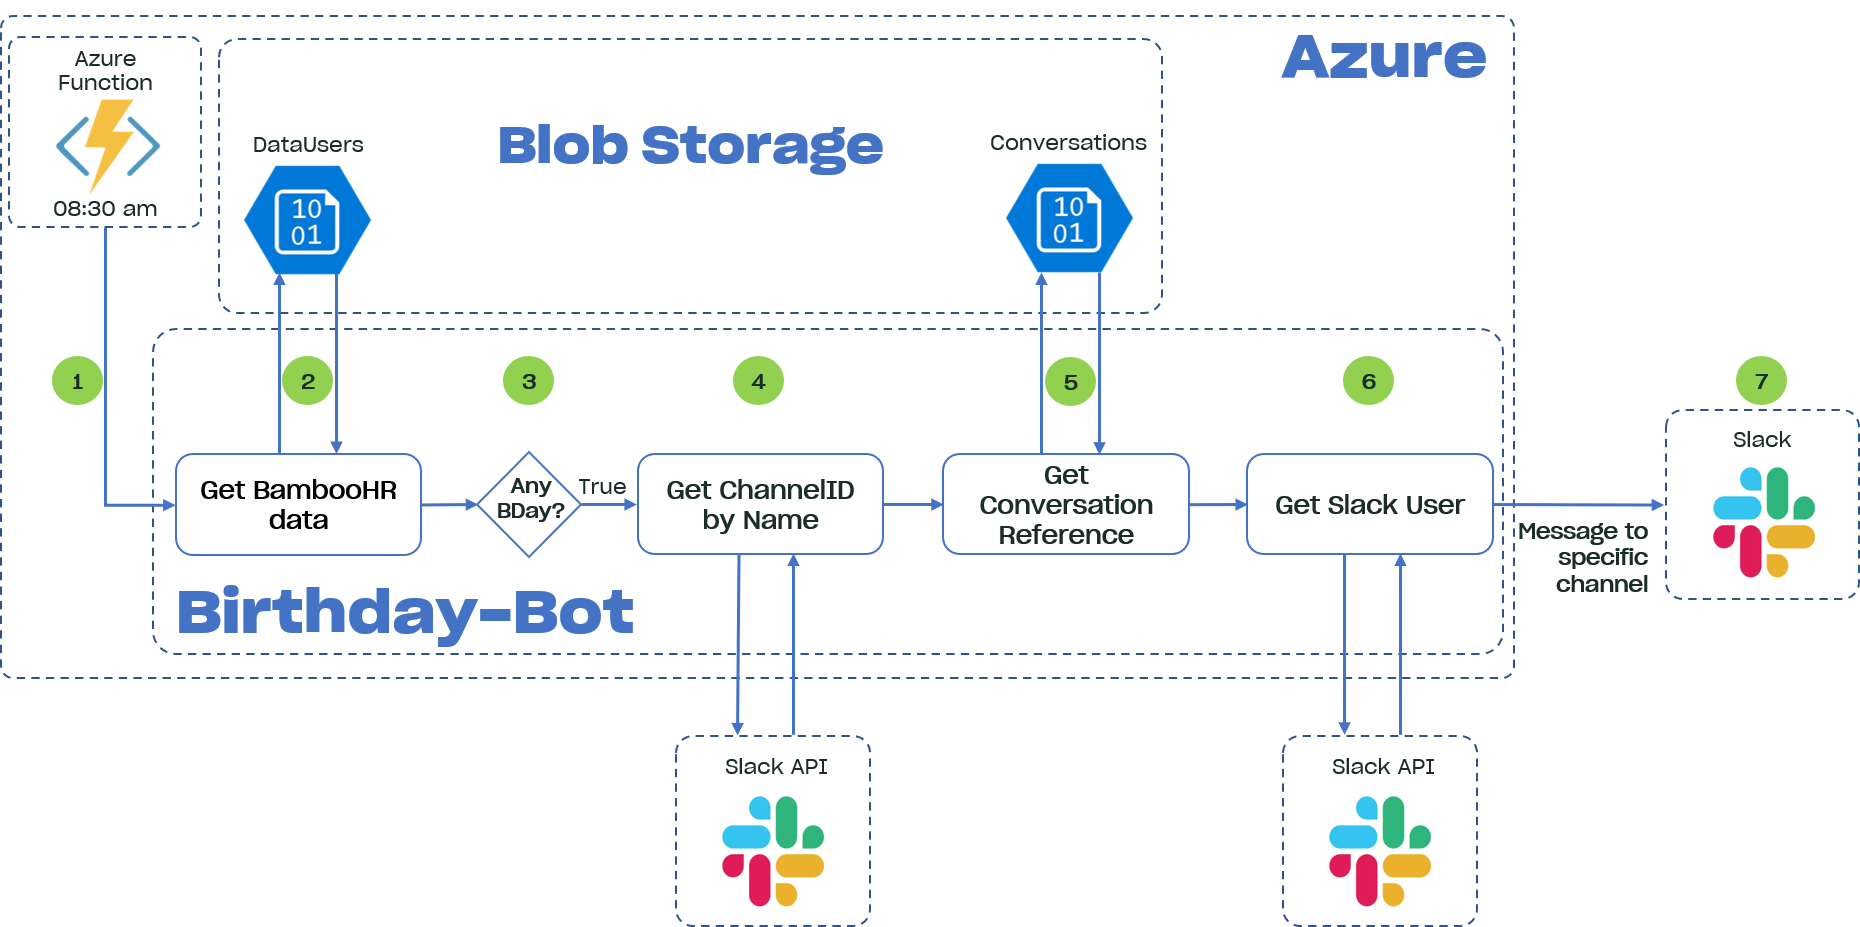 Azure
Function
08:30 am
Azure
DataUsers
10
01
Blob Storage
Conversations
10
01
1
2
3
4
5
6
7
Get BambooHR
data
Any
BDay?
True
Get ChannelID
by Name
Get
Conversation
Reference
Get Slack User
Message to
specific
channel
Slack
Birthday-Bot
Slack API
Slack API